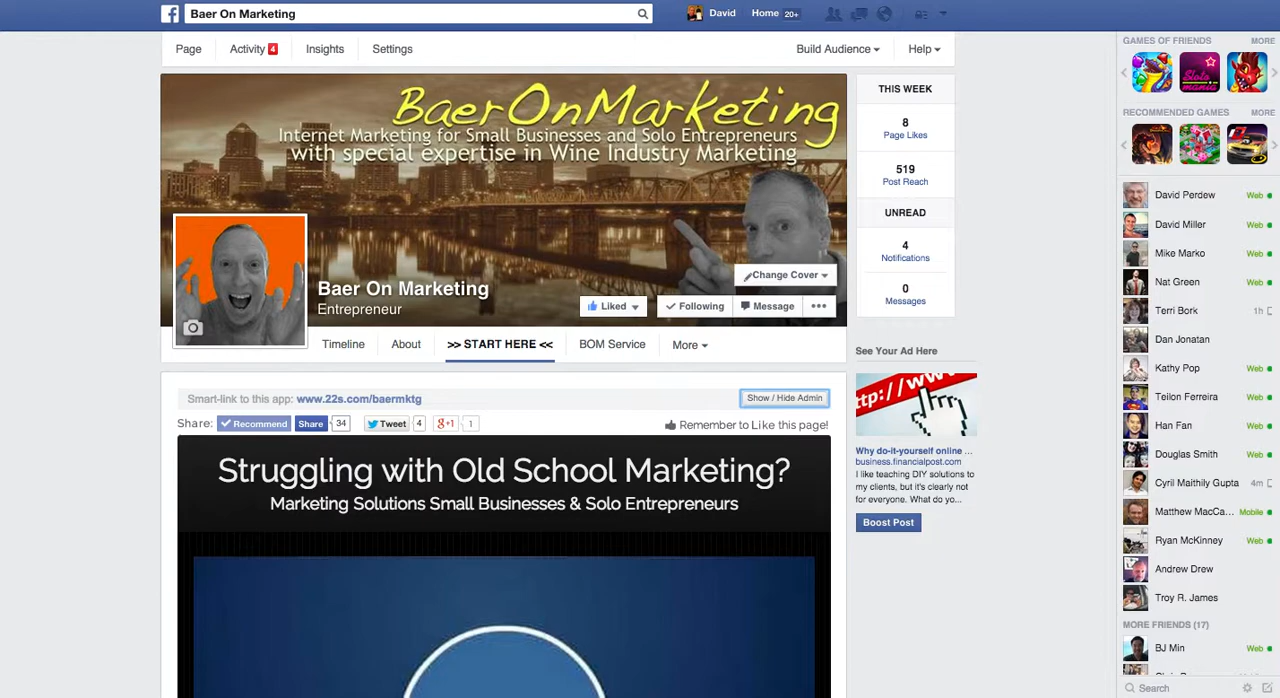 Baer On Marketing
David
Home 20+
Page
Activity 4
Insights
Settings
Build Audience
Help
BaerOnMarketing
Internet Marketing for Small Businesses and Solo Entrepreneurs
with special expertise in Wine Industry Marketing
Change Cover
Baer On Marketing
Entrepreneur
Liked
Following
Message
•••
Timeline
About
>> START HERE <<
BOM Service
More
Smart-link to this app: www.22s.com/baermktg
Show / Hide Admin
Share: Recommend Share 34 Tweet 4 g+1 1
Remember to Like this page!
Struggling with Old School Marketing?
Marketing Solutions Small Businesses & Solo Entrepreneurs
THIS WEEK
8
Page Likes
519
Post Reach
UNREAD
4
Notifications
0
Messages
See Your Ad Here
ttp://www
Why do-it-yourself online ...
business.financialpost.com
I like teaching DIY solutions to
my clients, but it's clearly not
for everyone. What do yo...
Boost Post
GAMES OF FRIENDS MORE
Slotomania
RECOMMENDED GAMES MORE
David Perdew Web
David Miller Web
Mike Marko Web
Nat Green Web
Terri Bork 1h
Dan Jonatan
Kathy Pop Web
Teilon Ferreira Web
Han Fan Web
Douglas Smith Web
Cyril Maithily Gupta 4m
Matthew MacCa... Mobile
Ryan McKinney Web
Andrew Drew
Troy R. James
MORE FRIENDS (17)
BJ Min Web
Search